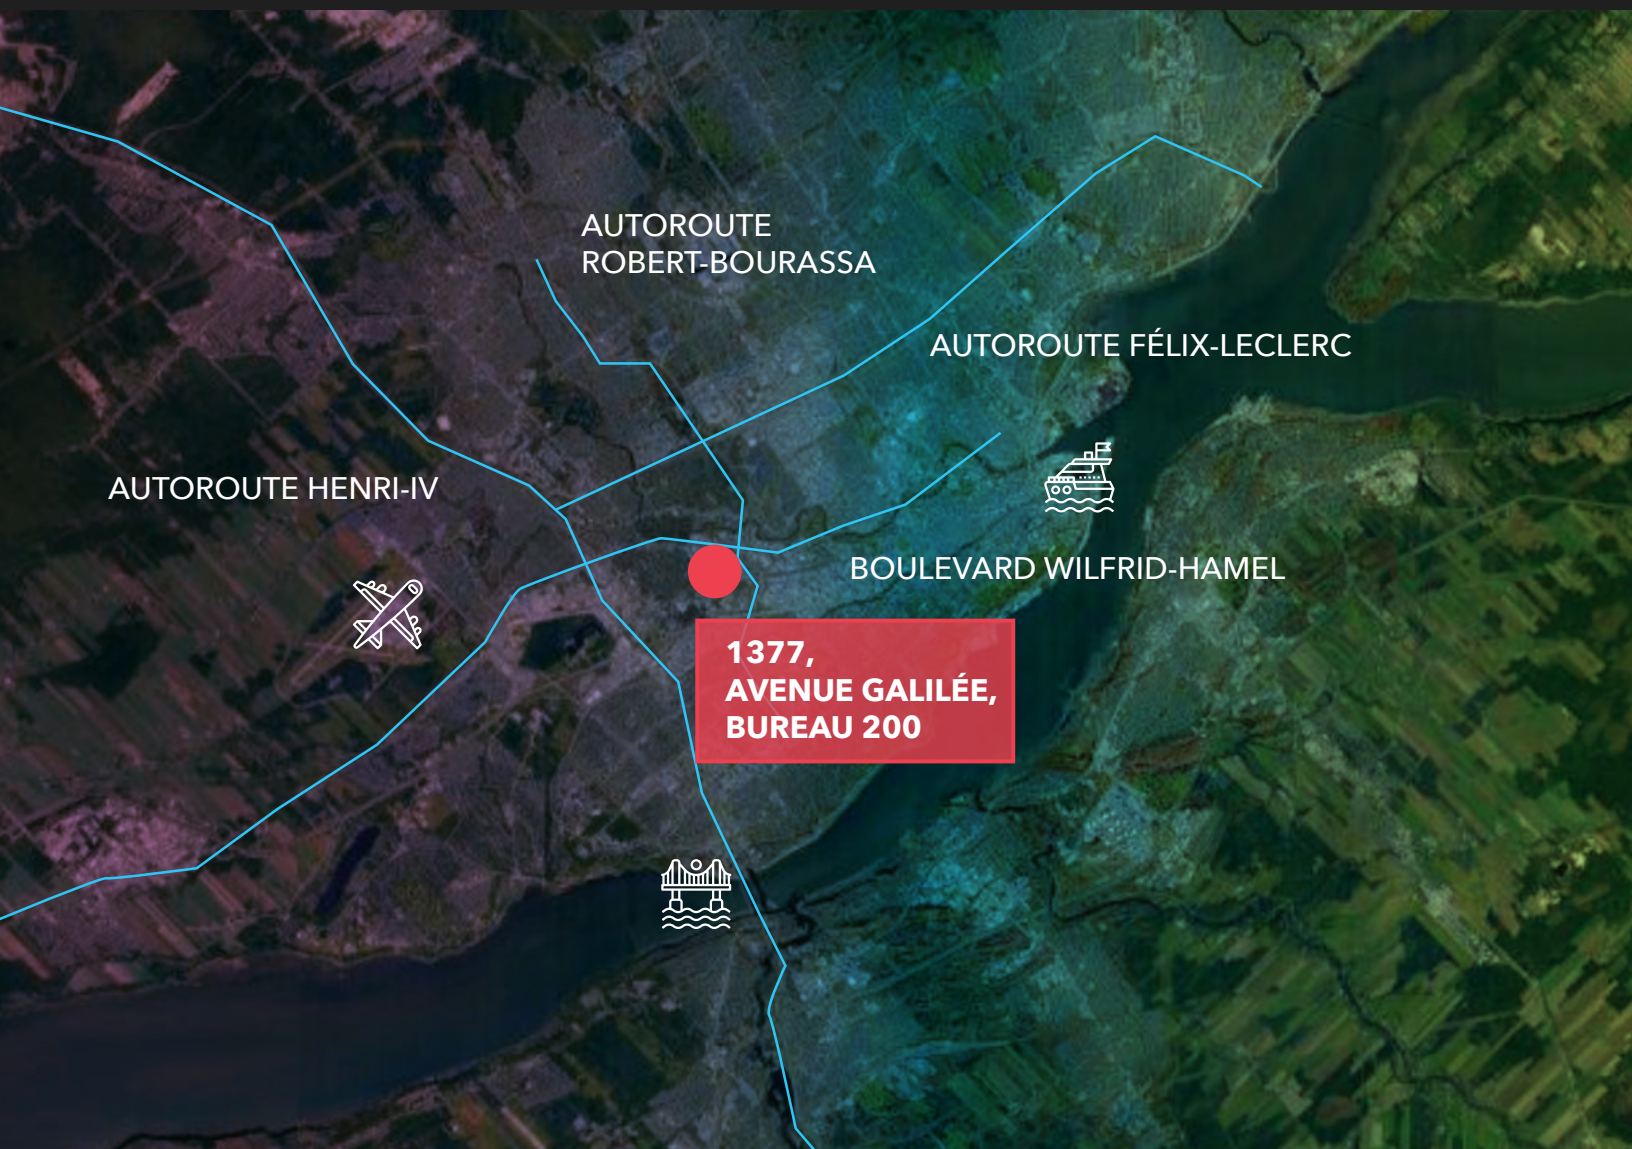 AUTOROUTE
ROBERT-BOURASSA
AUTOROUTE FÉLIX-LECLERC
AUTOROUTE HENRI-IV
BOULEVARD WILFRID-HAMEL
1377,
AVENUE GALILÉE,
BUREAU 200